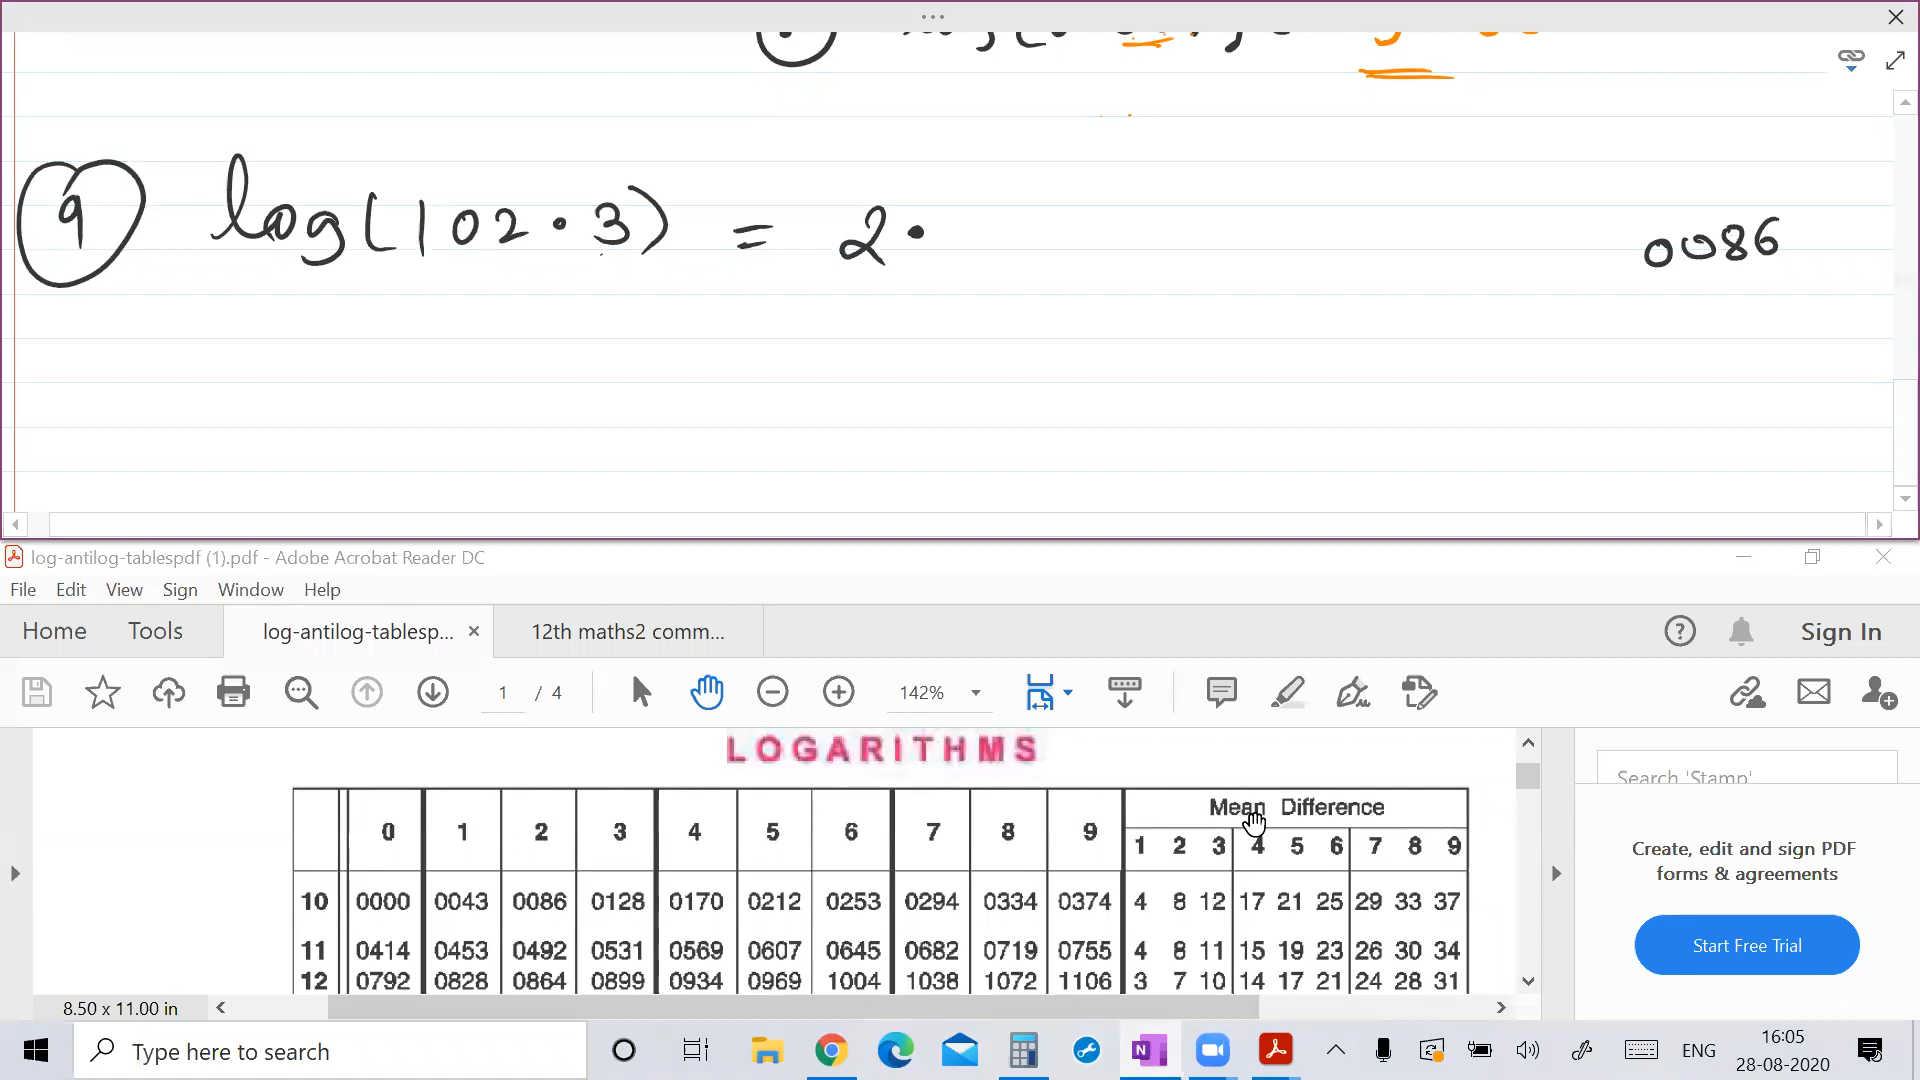 9 log(102.3) = 2. 0086
log-antilog-tablespdf (1).pdf - Adobe Acrobat Reader DC
File Edit View Sign Window Help
Home Tools log-antilog-tablesp... × 12th maths2 comm... Sign In
1 / 4 142%
LOGARITHMS
Search 'Stamp'
Mean Difference
0 1 2 3 4 5 6 7 8 9 1 2 3 4 5 6 7 8 9
10 0000 0043 0086 0128 0170 0212 0253 0294 0334 0374 4 8 12 17 21 25 29 33 37
11 0414 0453 0492 0531 0569 0607 0645 0682 0719 0755 4 8 11 15 19 23 26 30 34
12 0792 0828 0864 0899 0934 0969 1004 1038 1072 1106 3 7 10 14 17 21 24 28 31
Create, edit and sign PDF
forms & agreements
Start Free Trial
8.50 x 11.00 in
Type here to search
ENG
16:05
28-08-2020